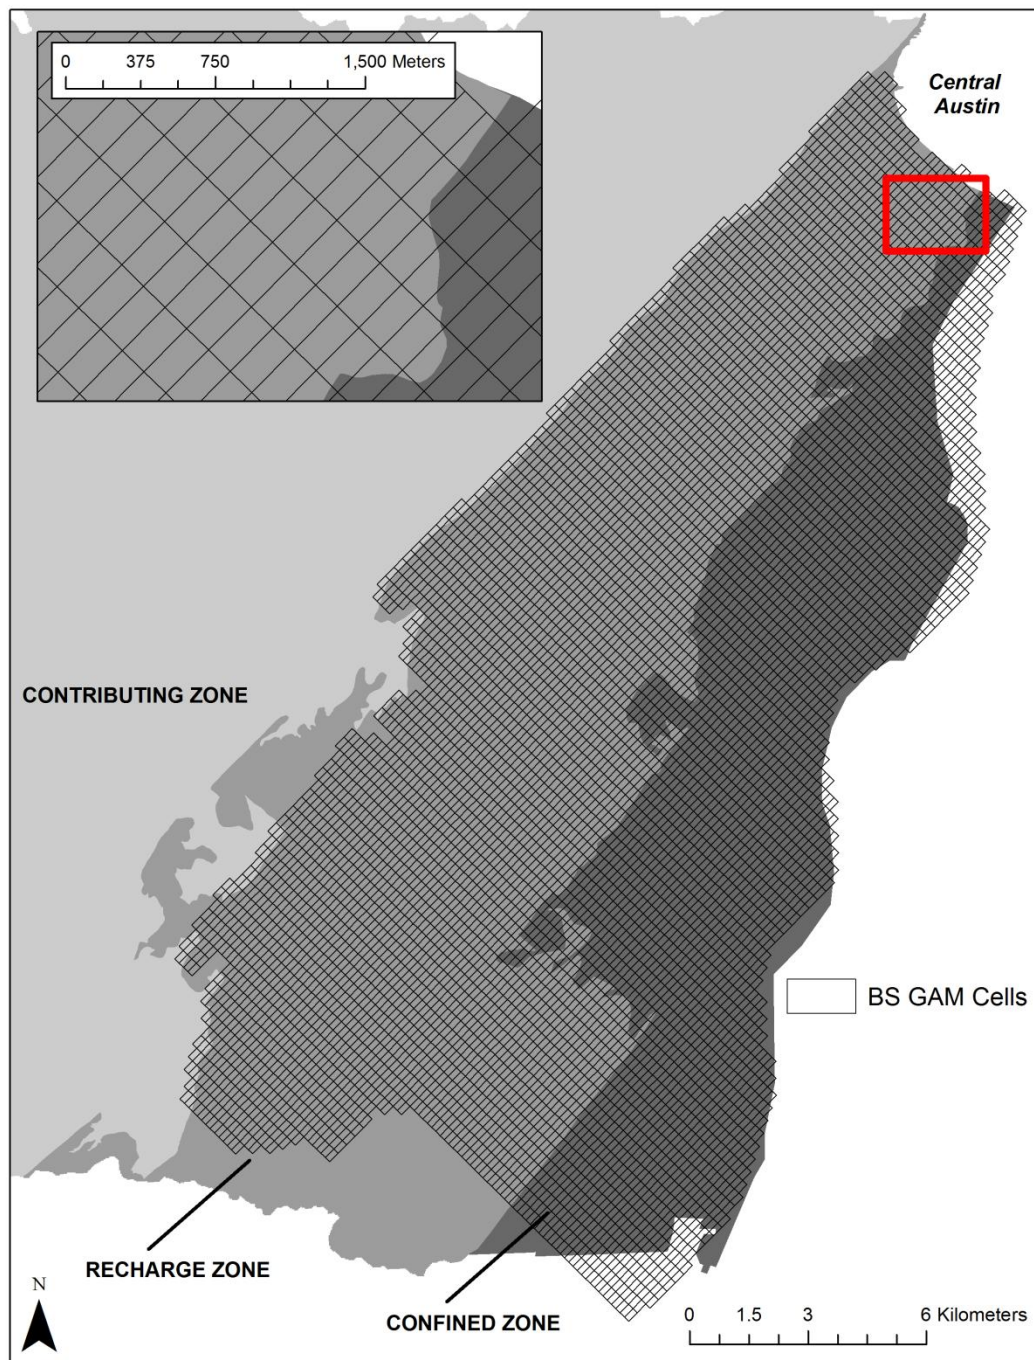 0 375 750 1,500 Meters
Central
Austin
CONTRIBUTING ZONE
BS GAM Cells
RECHARGE ZONE
CONFINED ZONE
N
0 1.5 3 6 Kilometers